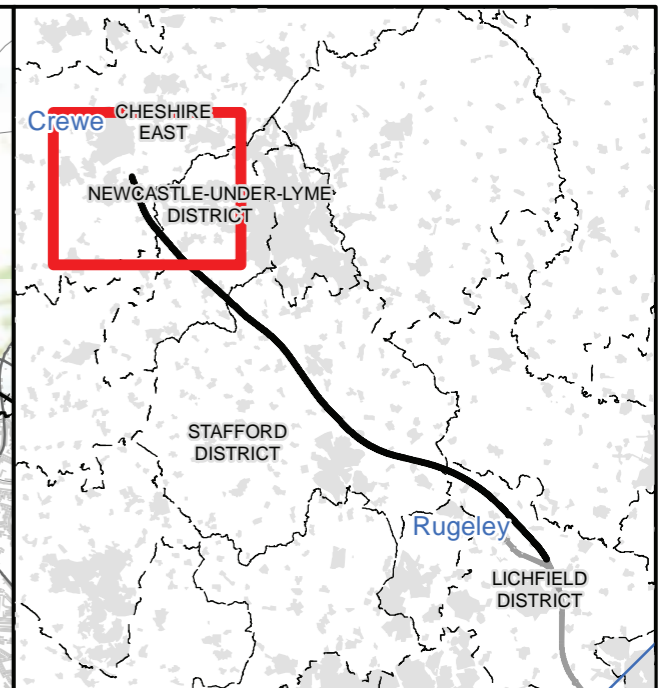 Crewe
CHESHIRE
EAST
NEWCASTLE-UNDER-LYME
DISTRICT
STAFFORD
DISTRICT
Rugeley
LICHFIELD
DISTRICT